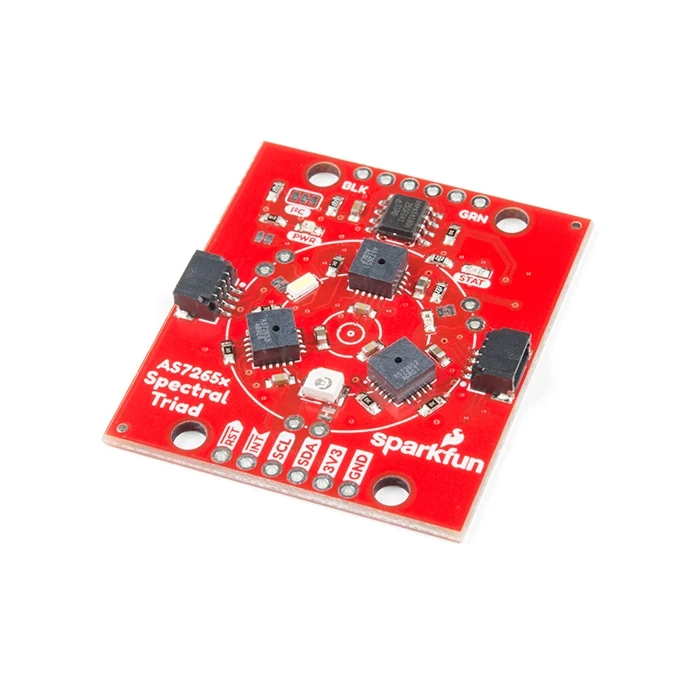 BLK
GRN
I²C
PWR
STAT
AS7265x
Spectral
Triad
sparkfun
RST
INT
SCL
SDA
3V3
GND